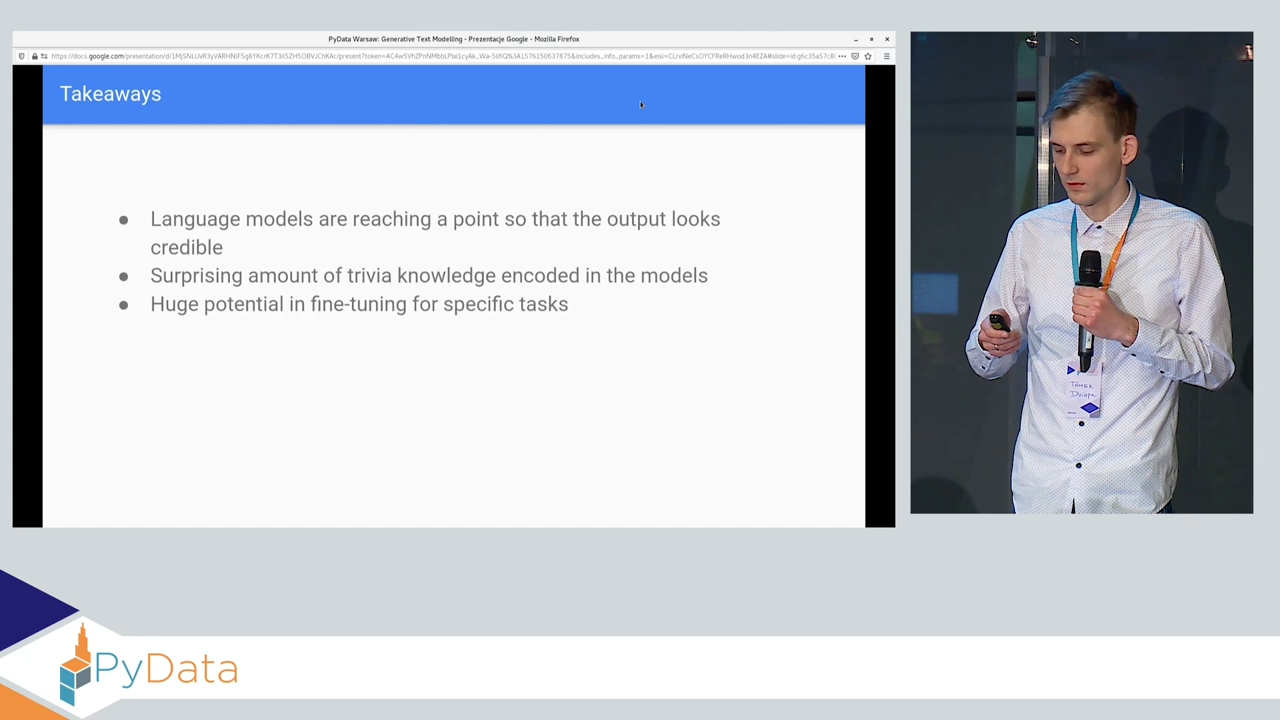 PyData Warsaw: Generative Text Modelling - Prezentacje Google - Mozilla Firefox
Takeaways
● Language models are reaching a point so that the output looks
credible
● Surprising amount of trivia knowledge encoded in the models
● Huge potential in fine-tuning for specific tasks
PyData